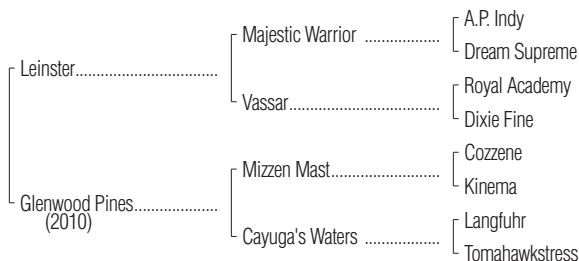 A.P. Indy
Majestic Warrior ..................
Dream Supreme
Leinster..................................
Royal Academy
Vassar..................................
Dixie Fine
Cozzene
Mizzen Mast..........................
Kinema
Glenwood Pines....................
(2010)
Langfuhr
Cayuga's Waters ..................
Tomahawkstress